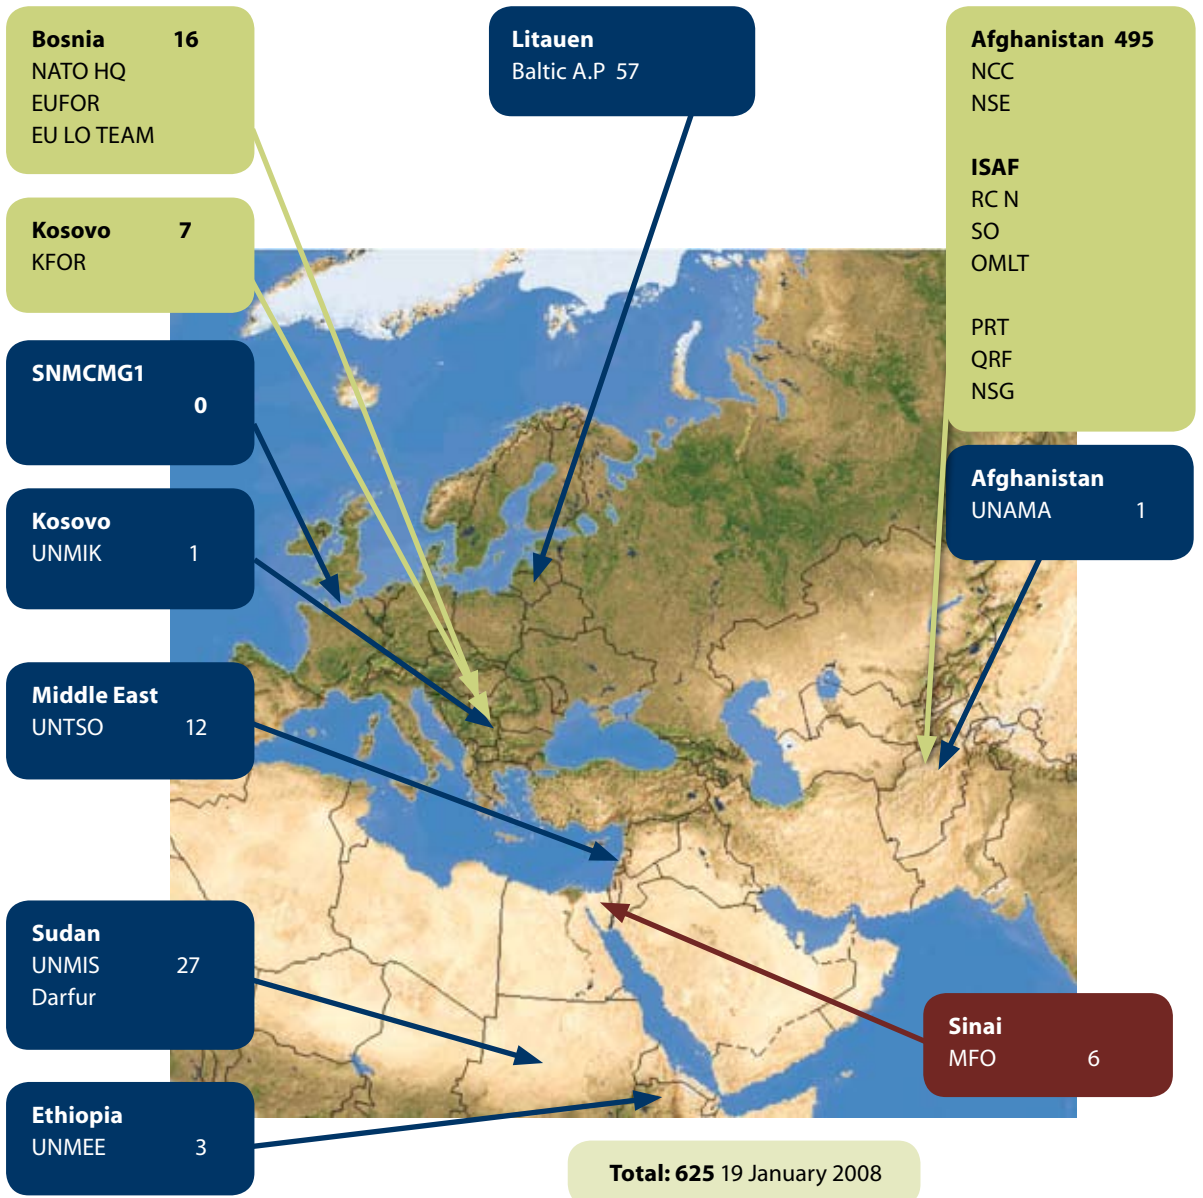 Bosnia 16
NATO HQ
EUFOR
EU LO TEAM
Kosovo 7
KFOR
SNMCMG1
0
Kosovo
UNMIK 1
Middle East
UNTSO 12
Sudan
UNMIS 27
Darfur
Ethiopia
UNMEE 3
Litauen
Baltic A.P 57
Afghanistan 495
NCC
NSE
ISAF
RC N
SO
OMLT
PRT
QRF
NSG
Afghanistan
UNAMA 1
Sinai
MFO 6
Total: 625 19 January 2008